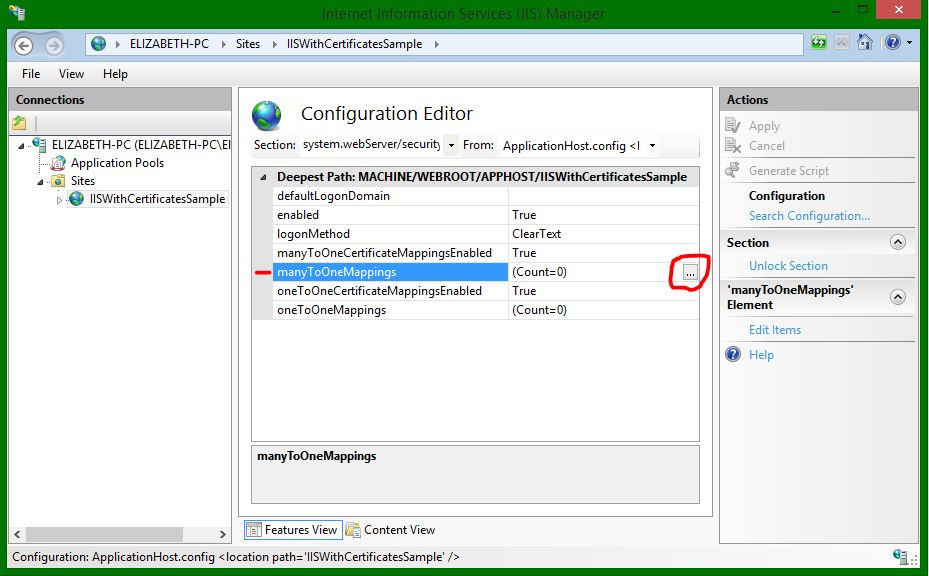 Internet Information Services (IIS) Manager
ELIZABETH-PC Sites IISWithCertificatesSample
File View Help
Connections
ELIZABETH-PC (ELIZABETH-PC\El
Application Pools
Sites
IISWithCertificatesSample
Configuration Editor
Section: system.webServer/security From: ApplicationHost.config <l
Deepest Path: MACHINE/WEBROOT/APPHOST/IISWithCertificatesSample
defaultLogonDomain
enabled True
logonMethod ClearText
manyToOneCertificateMappingsEnabled True
manyToOneMappings (Count=0) ...
oneToOneCertificateMappingsEnabled True
oneToOneMappings (Count=0)
manyToOneMappings
Features View Content View
Actions
Apply
Cancel
Generate Script
Configuration
Search Configuration...
Section
Unlock Section
'manyToOneMappings'
Element
Edit Items
Help
Configuration: ApplicationHost.config <location path='IISWithCertificatesSample' />